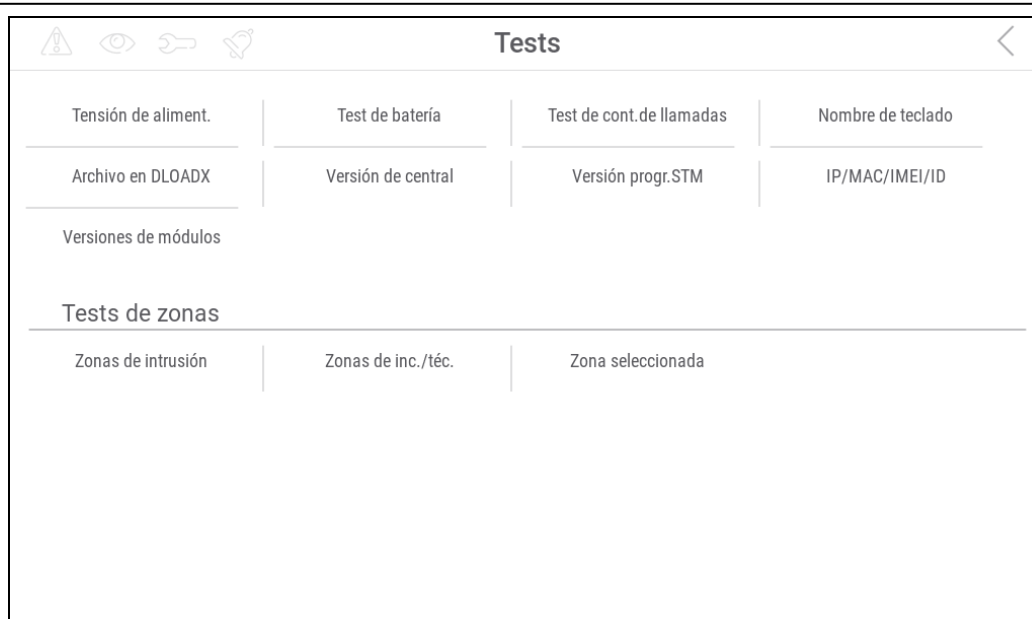 Tests
Tensión de aliment. Test de batería Test de cont.de llamadas Nombre de teclado
Archivo en DLOADX Versión de central Versión progr.STM IP/MAC/IMEI/ID
Versiones de módulos
Tests de zonas
Zonas de intrusión Zonas de inc./téc. Zona seleccionada